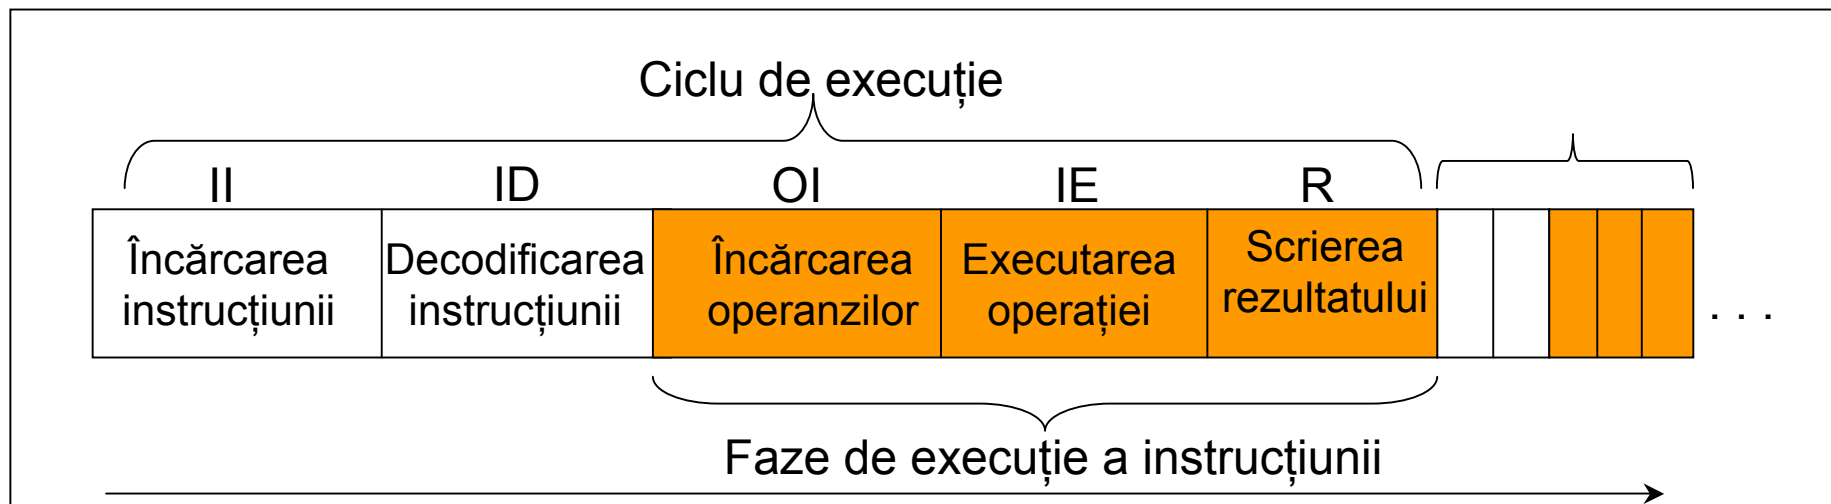 Ciclu de execuție
II ID OI IE R
Încărcarea instrucțiunii
Decodificarea instrucțiunii
Încărcarea operanzilor
Executarea operației
Scrierea rezultatului
. . .
Faze de execuție a instrucțiunii